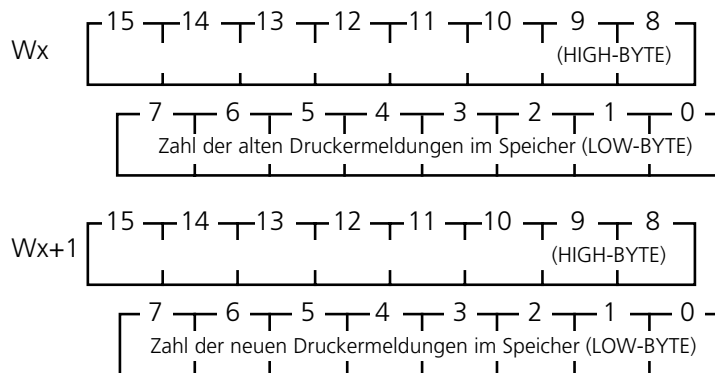 15 14 13 12 11 10 9 8
Wx
(HIGH-BYTE)
7 6 5 4 3 2 1 0
Zahl der alten Druckermeldungen im Speicher (LOW-BYTE)
15 14 13 12 11 10 9 8
Wx+1
(HIGH-BYTE)
7 6 5 4 3 2 1 0
Zahl der neuen Druckermeldungen im Speicher (LOW-BYTE)